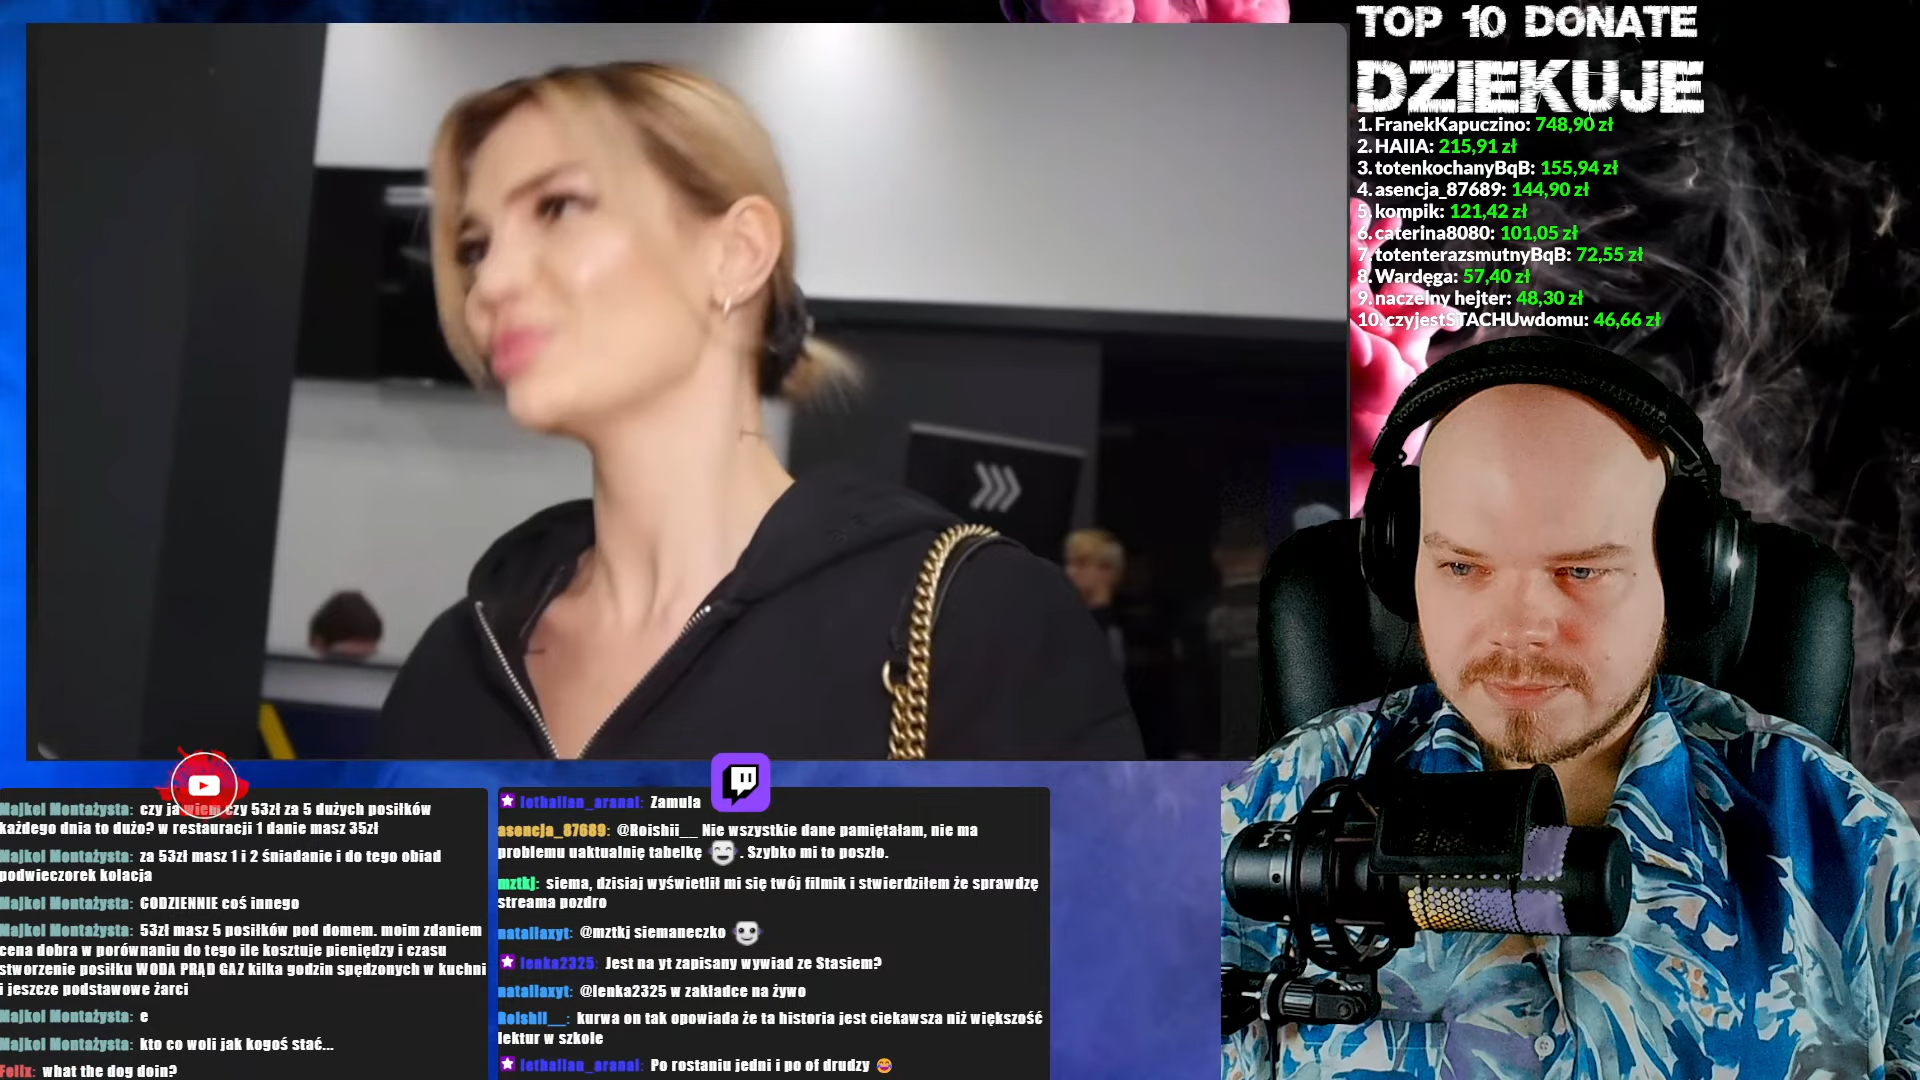 TOP 10 DONATE
DZIEKUJE
1. FranekKapuczino: 748,90 zł
2. HAIIA: 215,91 zł
3. totenkochanyBqB: 155,94 zł
4. asencja_87689: 144,90 zł
5. kompik: 121,42 zł
6. caterina8080: 101,05 zł
7. totenterazsmutnyBqB: 72,55 zł
8. Wardęga: 57,40 zł
9. naczelny hejter: 48,30 zł
10. czyjestSTACHUwdomu: 46,66 zł
Majkol Montażysta: czy ja wiem czy 53zł za 5 dużych posiłków
każdego dnia to dużo? w restauracji 1 danie masz 35zł
Majkol Montażysta: za 53zł masz 1 i 2 śniadanie i do tego obiad
podwieczorek kolacja
Majkol Montażysta: GODZIENNIE coś innego
Majkol Montażysta: 53zł masz 5 posiłków pod domem. moim zdaniem
cena dobra w porównaniu do tego ile kosztuje pieniędzy i czasu
stworzenie posiłku WODA PRĄD GAZ kilka godzin spędzonych w kuchni
i jeszcze podstawowe żarci
Majkol Montażysta: e
Majkol Montażysta: kto co woli jak kogoś stać...
Felix: what the dog doin?
lothallan_aranal: Zamula
asencja_87689: @Roishii__ Nie wszystkie dane pamiętałam, nie ma
problemu uaktualnię tabelkę . Szybko mi to poszło.
mztkj: siema, dzisiaj wyświetlił mi się twój filmik i stwierdziłem że sprawdzę
streama pozdro
nataliaxyt: @mztkj siemaneczko
lenka2325: Jest na yt zapisany wywiad ze Stasiem?
nataliaxyt: @lenka2325 w zakładce na żywo
Roishii__: kurwa on tak opowiada że ta historia jest ciekawsza niż większość
lektur w szkole
lothallan_aranal: Po rostaniu jedni i po of drudzy 😂